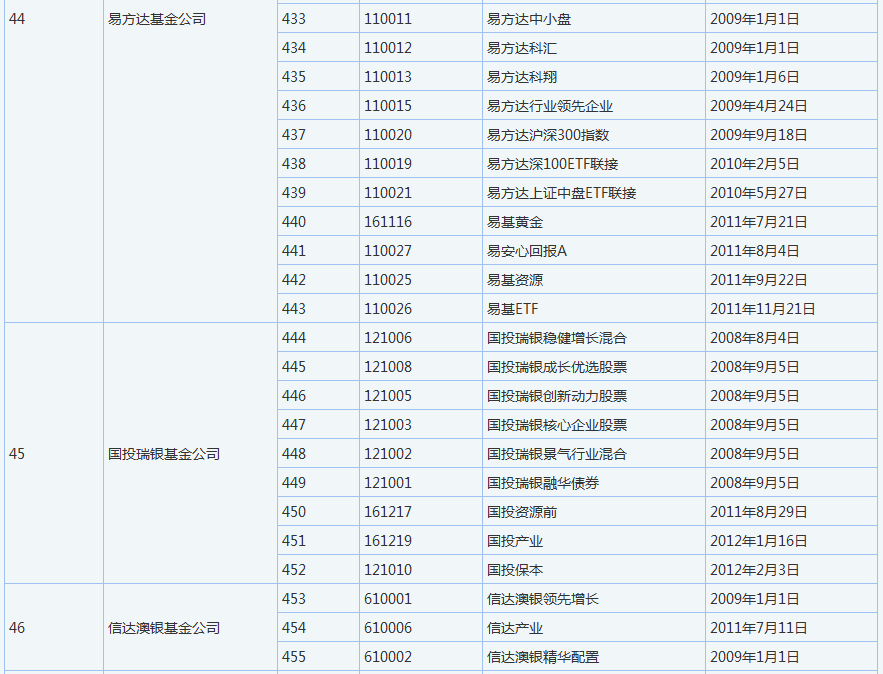 44 易方达基金公司 433 110011 易方达中小盘 2009年1月1日
434 110012 易方达科汇 2009年1月1日
435 110013 易方达科翔 2009年1月6日
436 110015 易方达行业领先企业 2009年4月24日
437 110020 易方达沪深300指数 2009年9月18日
438 110019 易方达深100ETF联接 2010年2月5日
439 110021 易方达上证中盘ETF联接 2010年5月27日
440 161116 易基黄金 2011年7月21日
441 110027 易安心回报A 2011年8月4日
442 110025 易基资源 2011年9月22日
443 110026 易基ETF 2011年11月21日
444 121006 国投瑞银稳健增长混合 2008年8月4日
445 121008 国投瑞银成长优选股票 2008年9月5日
446 121005 国投瑞银创新动力股票 2008年9月5日
447 121003 国投瑞银核心企业股票 2008年9月5日
45 国投瑞银基金公司 448 121002 国投瑞银景气行业混合 2008年9月5日
449 121001 国投瑞银融华债券 2008年9月5日
450 161217 国投资源前 2011年8月29日
451 161219 国投产业 2012年1月16日
452 121010 国投保本 2012年2月3日
453 610001 信达澳银领先增长 2009年1月1日
46 信达澳银基金公司 454 610006 信达产业 2011年7月11日
455 610002 信达澳银精华配置 2009年1月1日